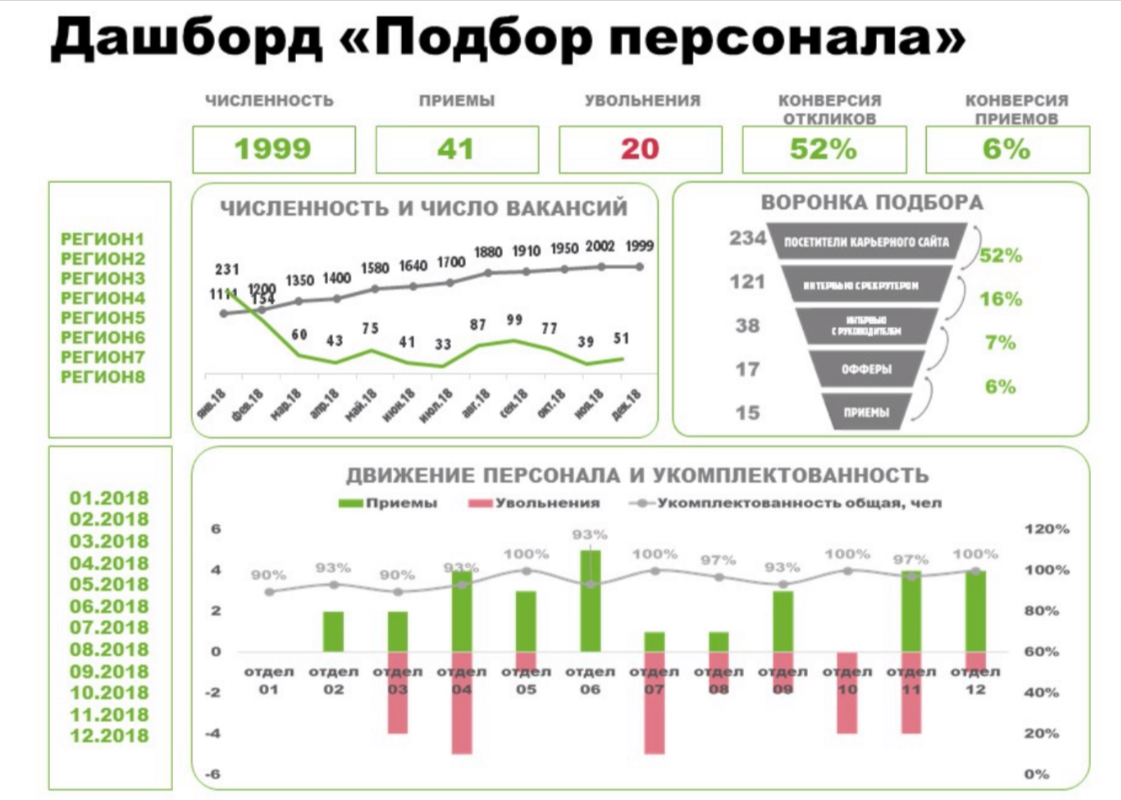 Дашборд «Подбор персонала»
ЧИСЛЕННОСТЬ
1999
ПРИЕМЫ
41
УВОЛЬНЕНИЯ
20
КОНВЕРСИЯ
ОТКЛИКОВ
52%
КОНВЕРСИЯ
ПРИЕМОВ
6%
РЕГИОН1
РЕГИОН2
РЕГИОН3
РЕГИОН4
РЕГИОН5
РЕГИОН6
РЕГИОН7
РЕГИОН8
ЧИСЛЕННОСТЬ И ЧИСЛО ВАКАНСИЙ
1111 1200 1350 1400 1580 1640 1700 1880 1910 1950 2002 1999
231 154 60 43 75 41 33 87 99 77 39 51
янв.18 фев.18 мар.18 апр.18 май.18 июн.18 июл.18 авг.18 сен.18 окт.18 ноя.18 дек.18
ВОРОНКА ПОДБОРА
234 ПОСЕТИТЕЛИ КАРЬЕРНОГО САЙТА
52%
121 ИНТЕРВЬЮ С РЕКРУТЕРОМ
16%
38 ИНТЕРВЬЮ
С РУКОВОДИТЕЛЕМ
7%
17 ОФФЕРЫ
6%
15 ПРИЕМЫ
01.2018
02.2018
03.2018
04.2018
05.2018
06.2018
07.2018
08.2018
09.2018
10.2018
11.2018
12.2018
ДВИЖЕНИЕ ПЕРСОНАЛА И УКОМПЛЕКТОВАННОСТЬ
Приемы Увольнения Укомплектованность общая, чел
6
4
2
0
-2
-4
-6
90% 93% 90% 93% 100% 93% 100% 97% 93% 100% 97% 100%
отдел отдел отдел отдел отдел отдел отдел отдел отдел отдел отдел отдел
01 02 03 04 05 06 07 08 09 10 11 12
120%
100%
80%
60%
40%
20%
0%